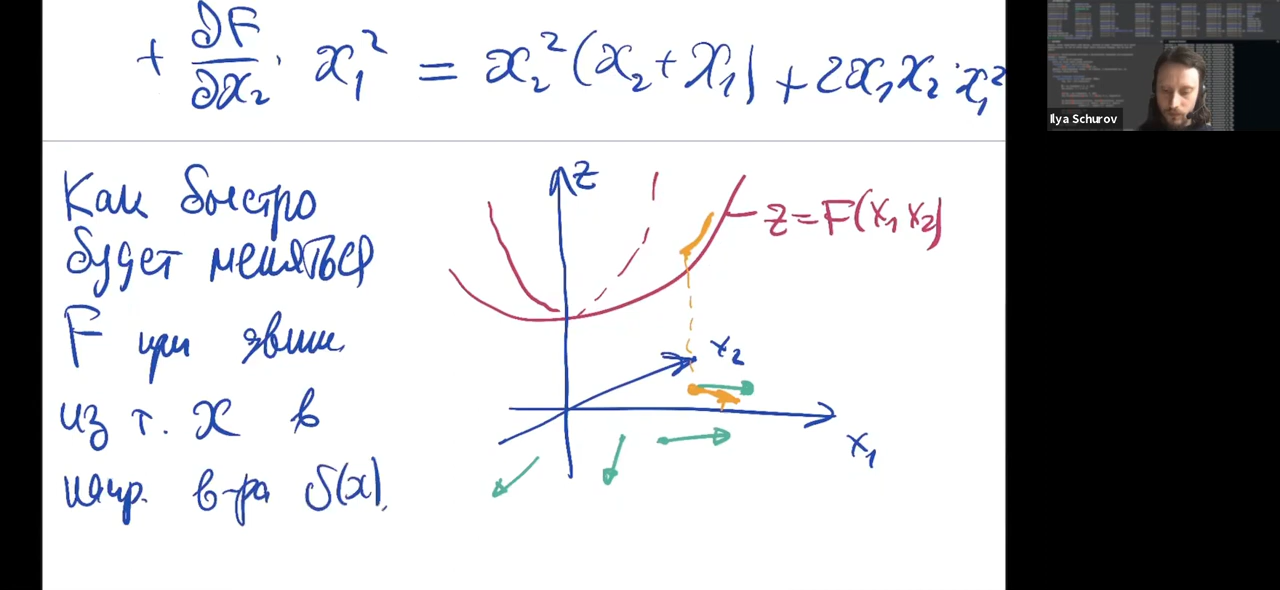 + ∂F/∂x₂ · x₁² = x₂²(x₂+x₁) + 2x₁x₂·x₁²
Ilya Schurov
Как быстро
будет меняться
F при движ.
из т. x в
напр. в-ра S(x).
z
z=F(x₁ x₂)
x₂
x₁